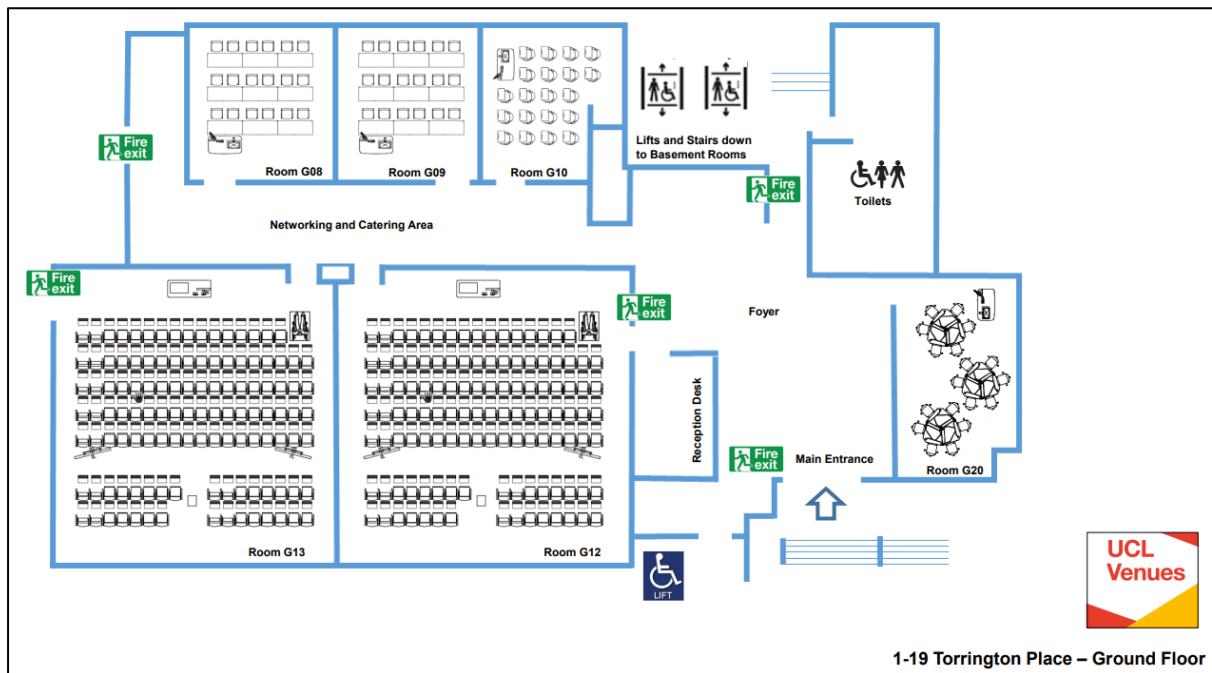 Fire
exit
Room G08
Room G09
Room G10
Lifts and Stairs down
to Basement Rooms
Fire
exit
Toilets
Networking and Catering Area
Fire
exit
Fire
exit
Foyer
Reception Desk
Fire
exit
Main Entrance
Room G20
Room G13
Room G12
LIFT
UCL
Venues
1-19 Torrington Place – Ground Floor